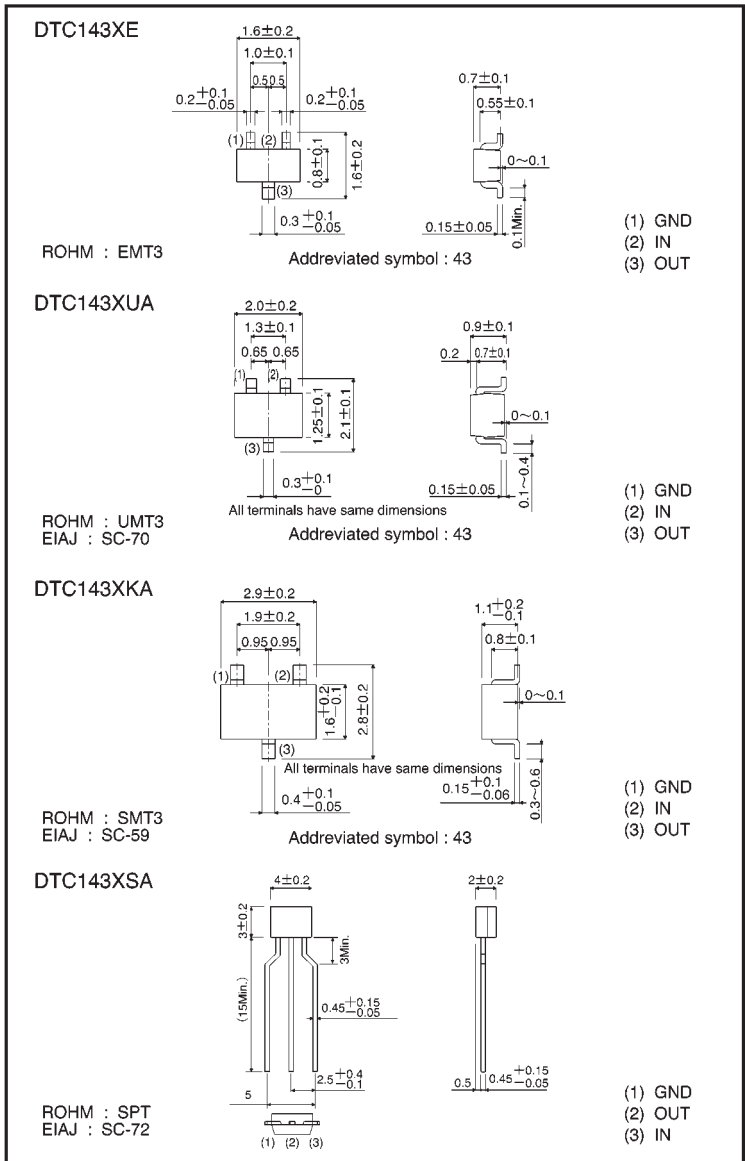 DTC143XE
1.6±0.2
1.0±0.1
0.5 0.5
0.2 +0.1 −0.05
0.2 +0.1 −0.05
(1) (2)
(3)
0.8±0.1
1.6±0.2
0.3 +0.1 −0.05
0.7±0.1
0.55±0.1
0~0.1
0.15±0.05
0.1Min.
ROHM : EMT3
Addreviated symbol : 43
(1) GND
(2) IN
(3) OUT
DTC143XUA
2.0±0.2
1.3±0.1
0.65 0.65
(1) (2)
(3)
1.25±0.1
2.1±0.1
0.3 +0.1 −0
All terminals have same dimensions
0.9±0.1
0.2 0.7±0.1
0~0.1
0.15±0.05
0.1~0.4
ROHM : UMT3
EIAJ : SC-70
Addreviated symbol : 43
(1) GND
(2) IN
(3) OUT
DTC143XKA
2.9±0.2
1.9±0.2
0.95 0.95
(1) (2)
(3)
1.6 +0.2 −0.1
2.8±0.2
All terminals have same dimensions
0.4 +0.1 −0.05
1.1 +0.2 −0.1
0.8±0.1
0~0.1
0.15 +0.1 −0.06
0.3~0.6
ROHM : SMT3
EIAJ : SC-59
Addreviated symbol : 43
(1) GND
(2) IN
(3) OUT
DTC143XSA
4±0.2
3±0.2
3Min.
(15Min.)
0.45 +0.15 −0.05
2.5 +0.4 −0.1
5
(1) (2) (3)
2±0.2
0.5 0.45 +0.15 −0.05
ROHM : SPT
EIAJ : SC-72
(1) GND
(2) OUT
(3) IN